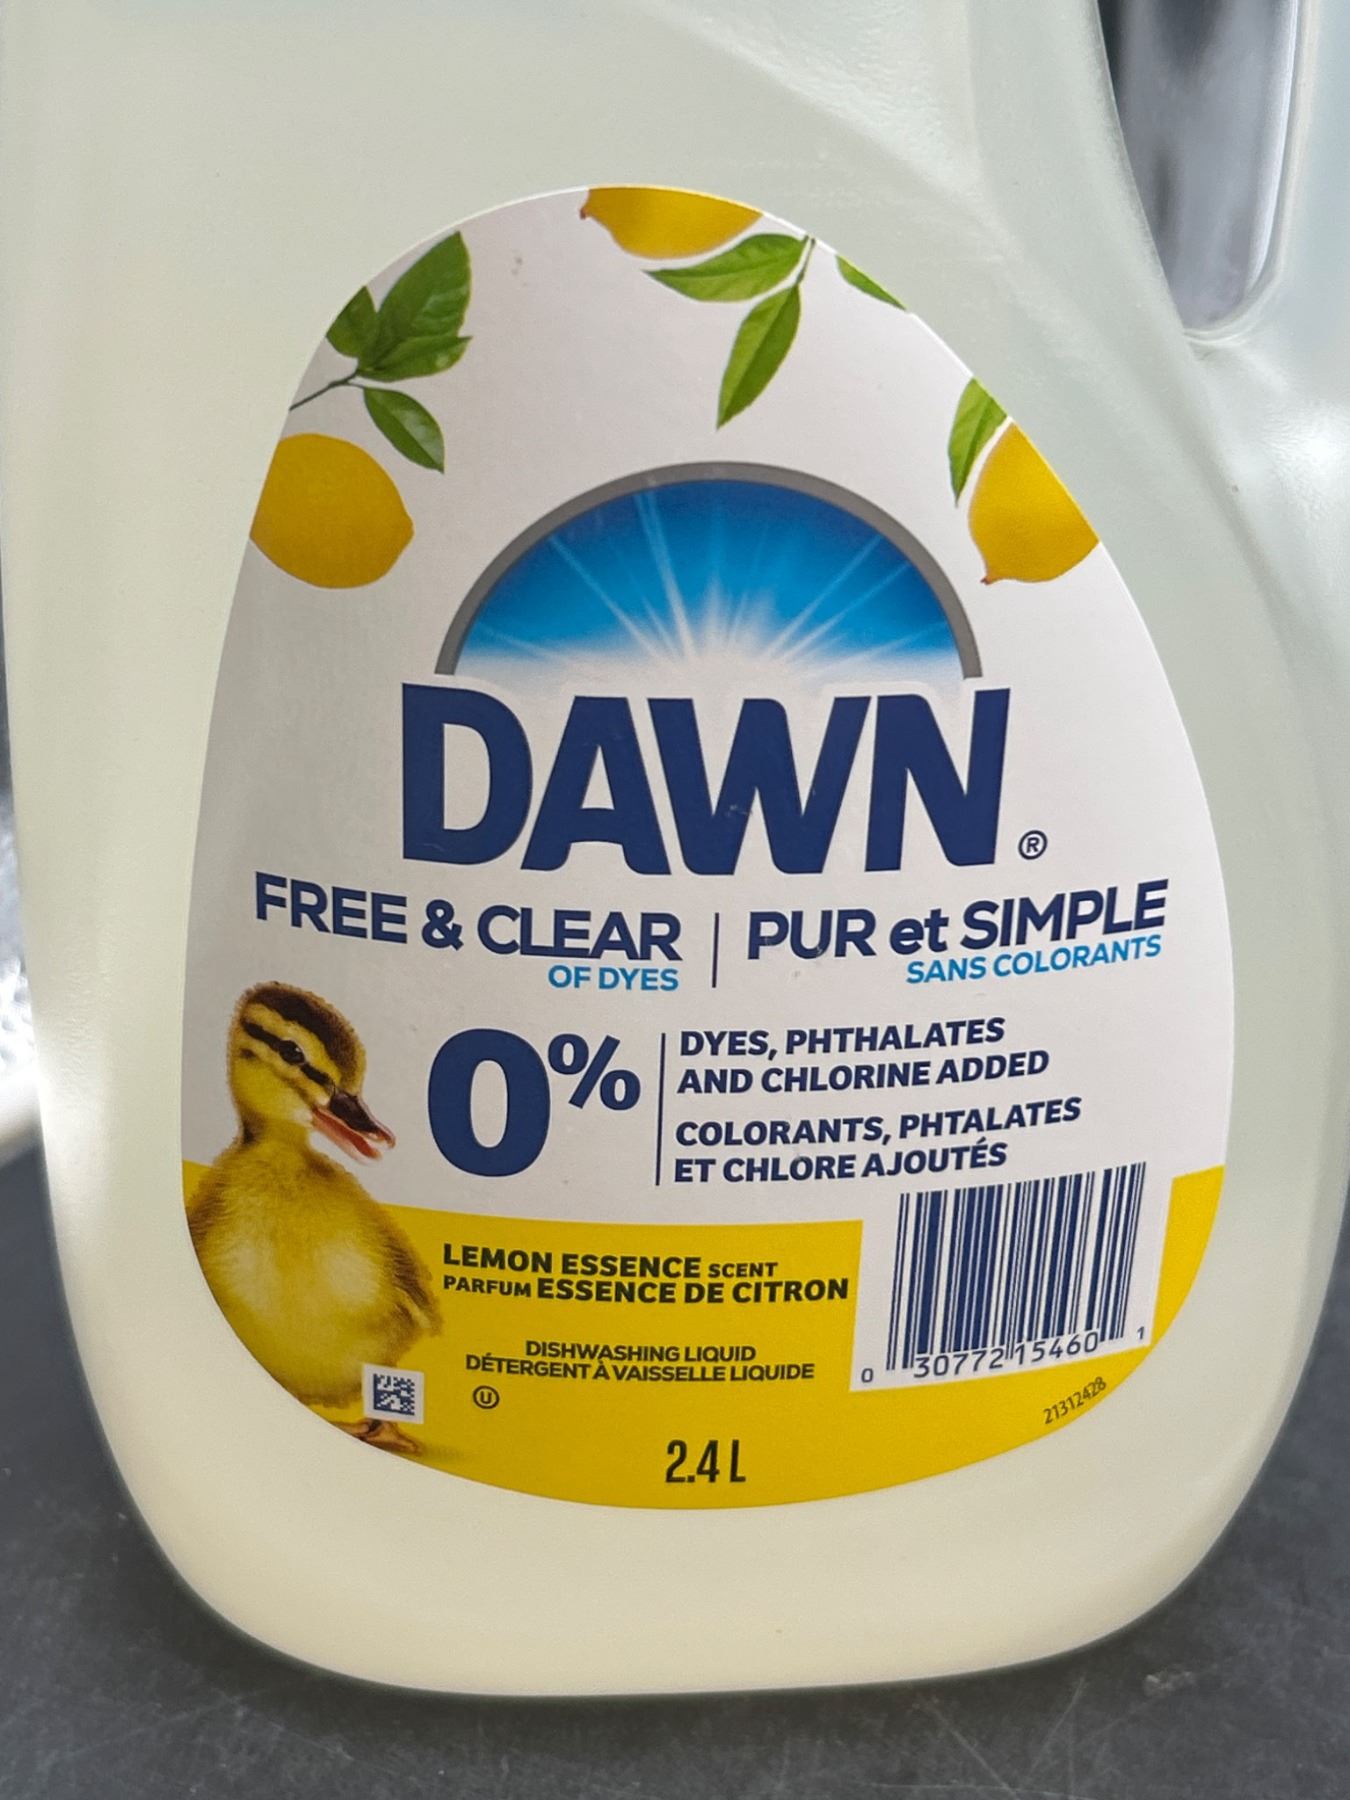 DAWN®
FREE & CLEAR
OF DYES
PUR et SIMPLE
SANS COLORANTS
0%
DYES, PHTHALATES
AND CHLORINE ADDED
COLORANTS, PHTALATES
ET CHLORE AJOUTÉS
LEMON ESSENCE SCENT
PARFUM ESSENCE DE CITRON
DISHWASHING LIQUID
DÉTERGENT À VAISSELLE LIQUIDE
U
0 30772 15460 1
21312428
2.4 L